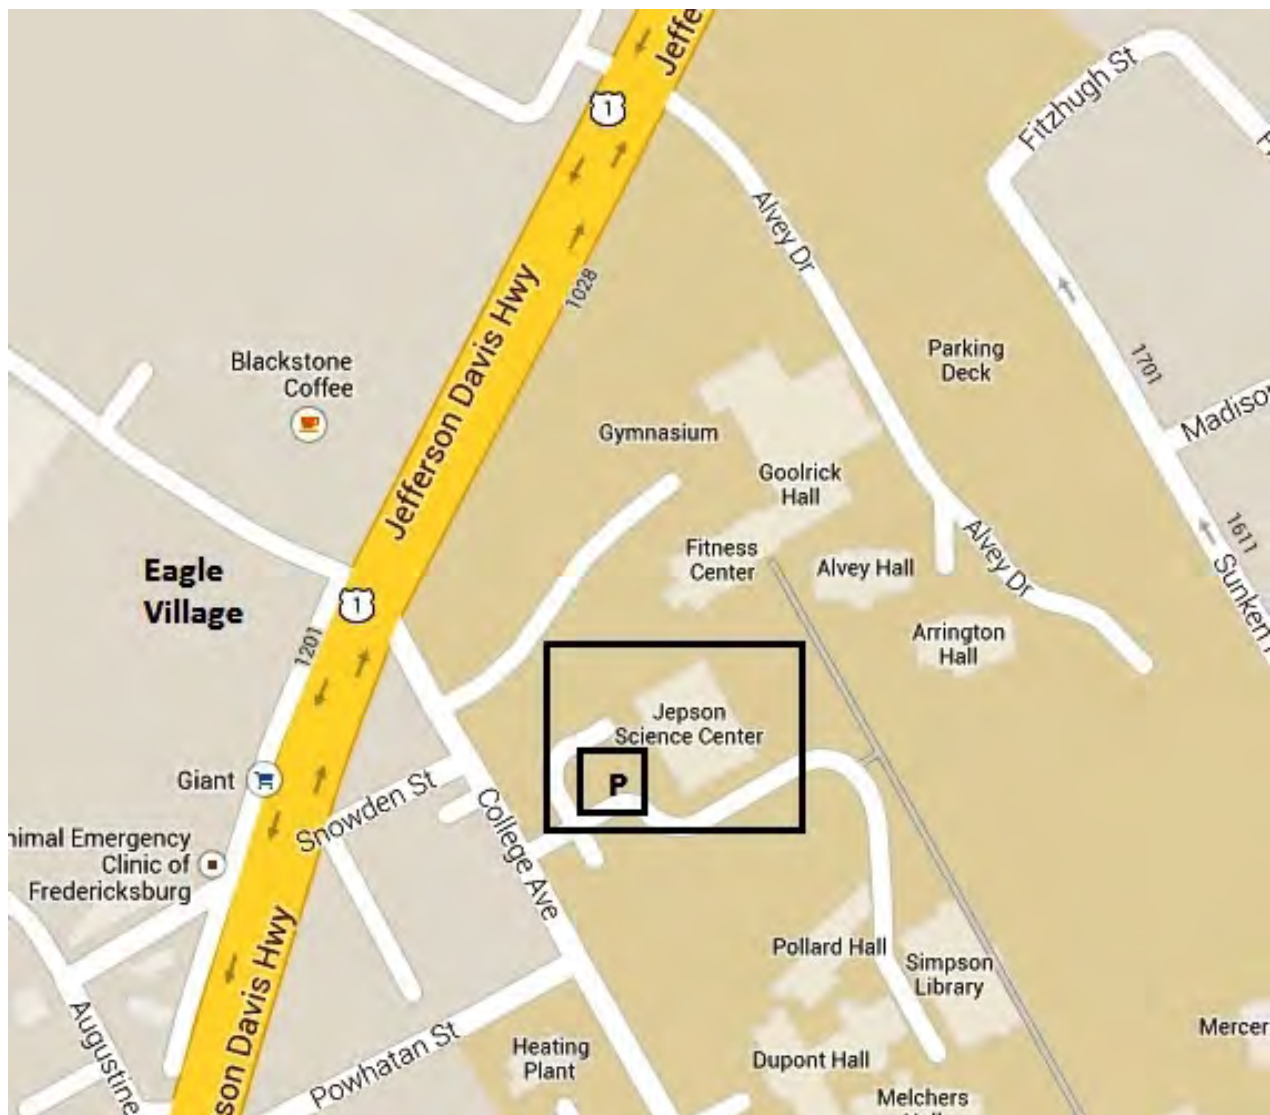 Jeffe
1
Fitzhugh St
Alvey Dr
1028
Jefferson Davis Hwy
Blackstone
Coffee
Parking
Deck
1701
Madiso
Gymnasium
Goolrick
Hall
1611
Sunken
Fitness
Center
Alvey Hall
Alvey Dr
Eagle
Village
1
1201
Arrington
Hall
Jepson
Science Center
P
Giant
Snowden St
College Ave
nimal Emergency
Clinic of
Fredericksburg
son Davis Hwy
Pollard Hall
Simpson
Library
Augustine
Powhatan St
Heating
Plant
Dupont Hall
Mercer
Melchers